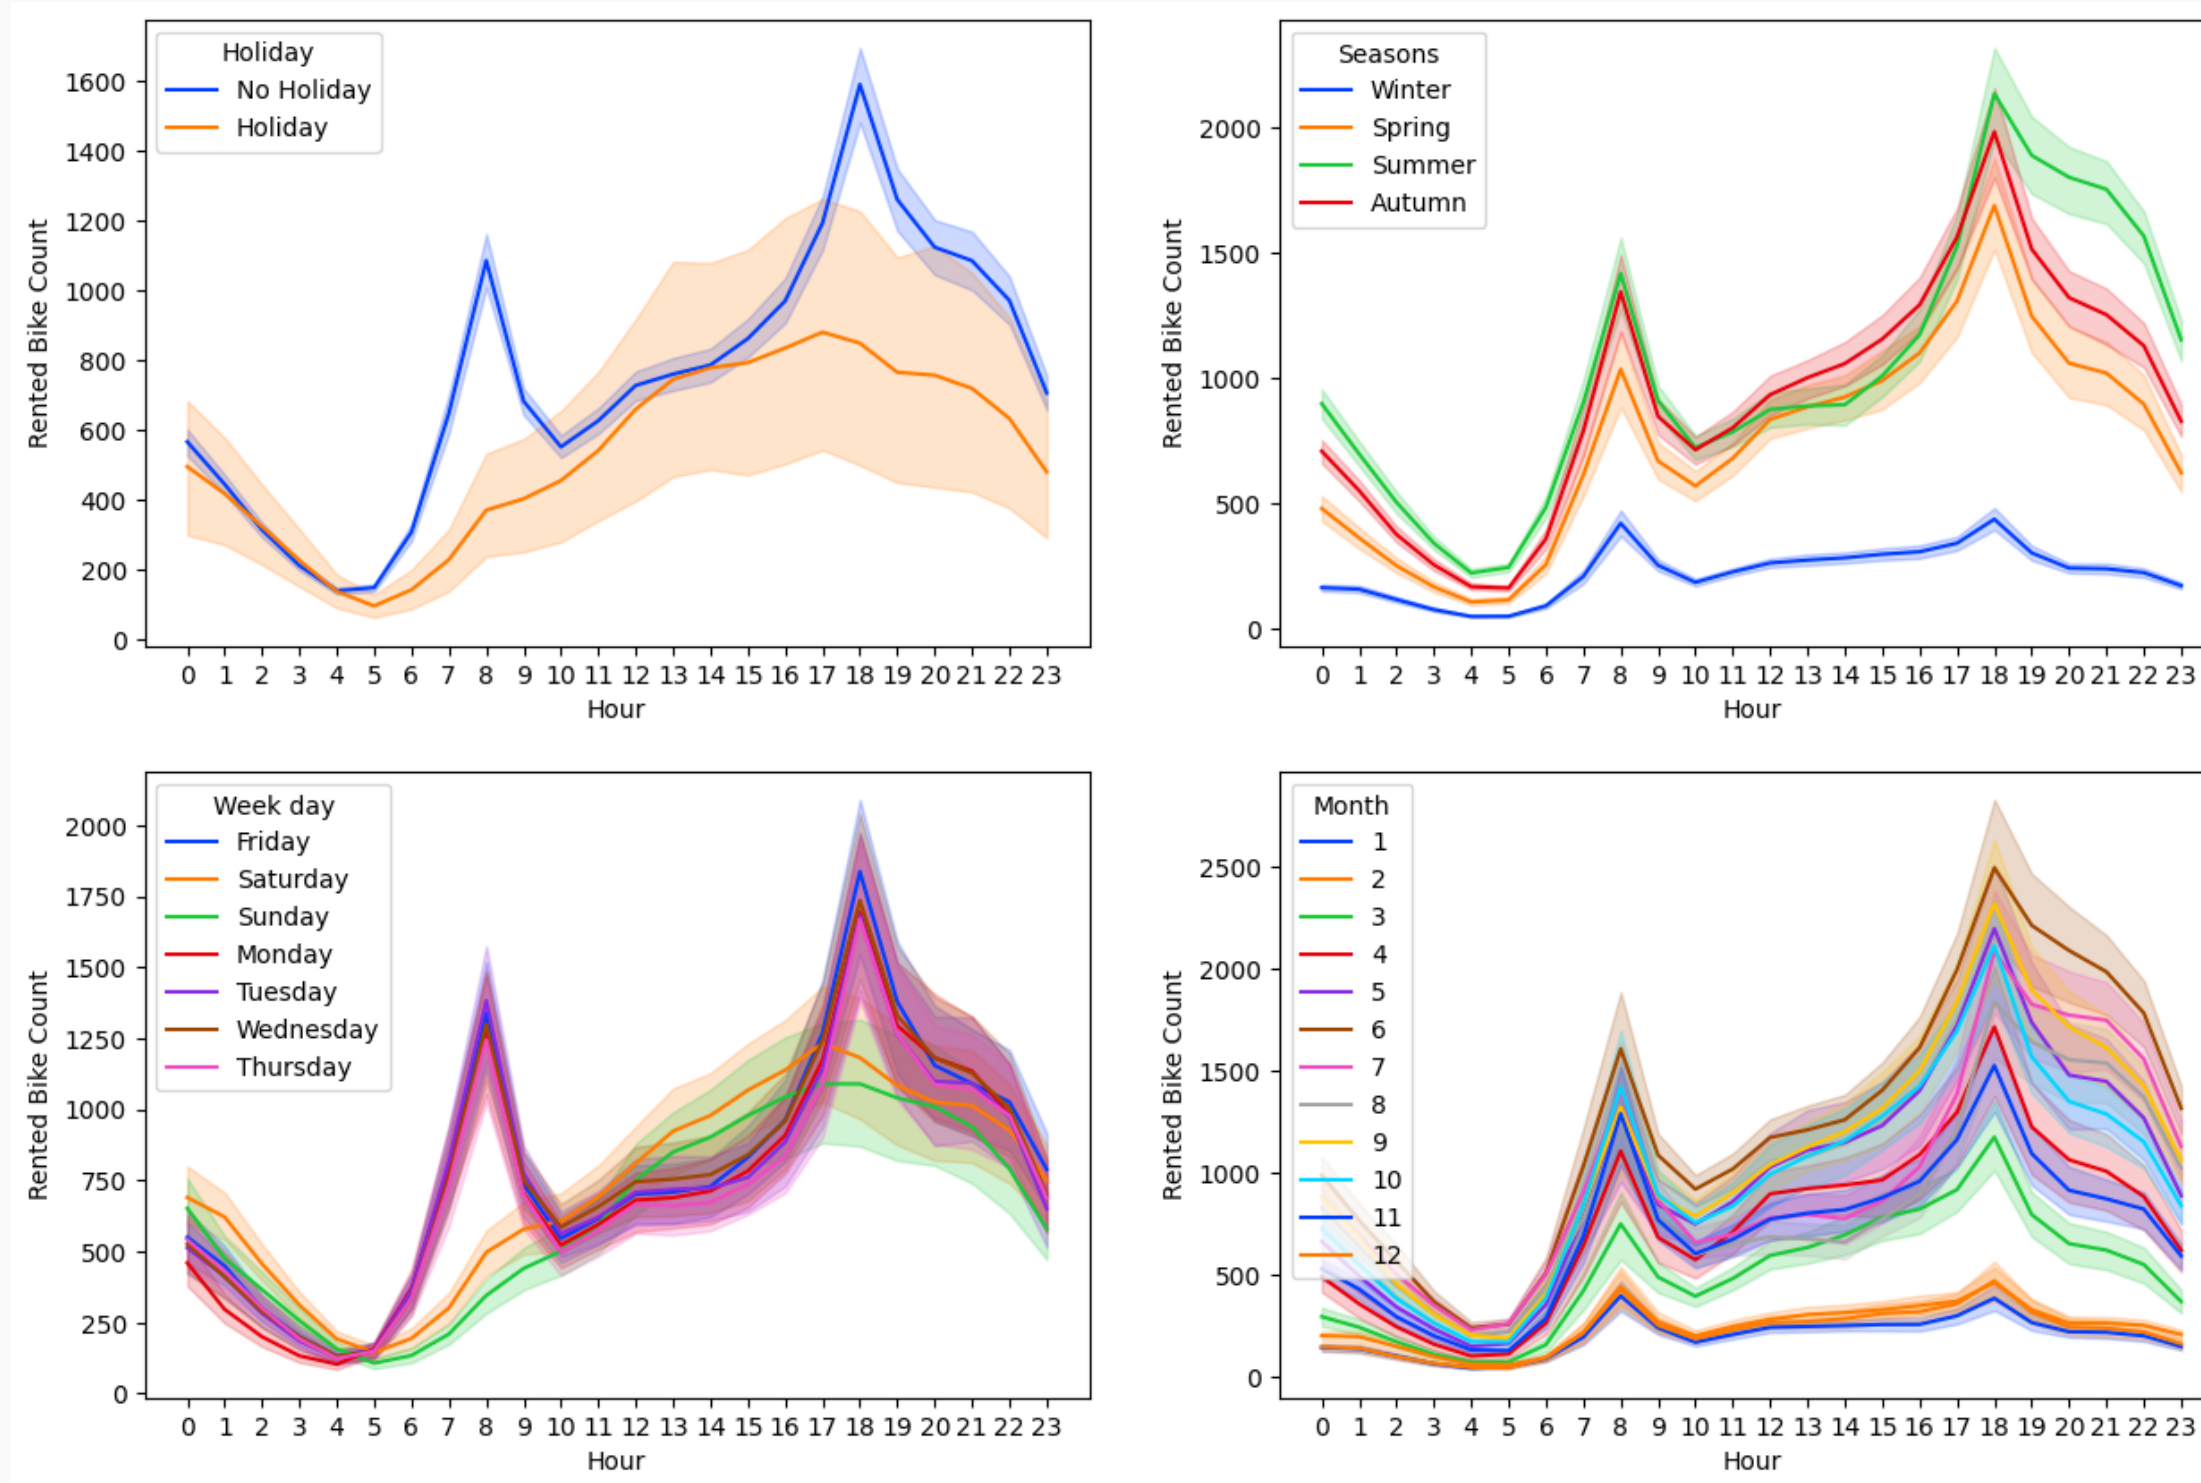 Holiday
No Holiday
Holiday
1600
1400
1200
1000
800
600
400
200
0
Rented Bike Count
0 1 2 3 4 5 6 7 8 9 10 11 12 13 14 15 16 17 18 19 20 21 22 23
Hour
Seasons
Winter
Spring
Summer
Autumn
2000
1500
1000
500
0
Rented Bike Count
0 1 2 3 4 5 6 7 8 9 10 11 12 13 14 15 16 17 18 19 20 21 22 23
Hour
Week day
Friday
Saturday
Sunday
Monday
Tuesday
Wednesday
Thursday
2000
1750
1500
1250
1000
750
500
250
0
Rented Bike Count
0 1 2 3 4 5 6 7 8 9 10 11 12 13 14 15 16 17 18 19 20 21 22 23
Hour
Month
1
2
3
4
5
6
7
8
9
10
11
12
2500
2000
1500
1000
500
0
Rented Bike Count
0 1 2 3 4 5 6 7 8 9 10 11 12 13 14 15 16 17 18 19 20 21 22 23
Hour